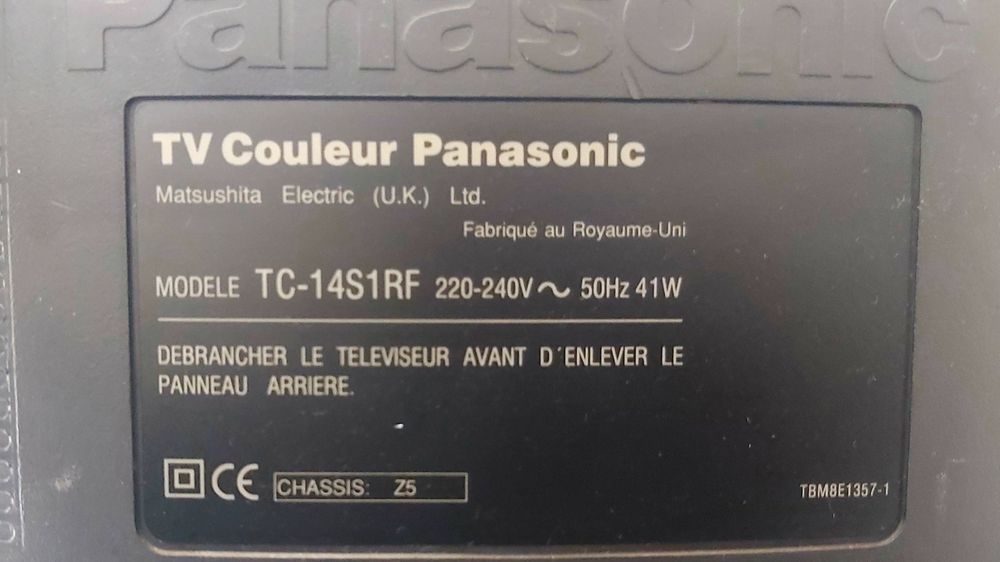 Panasonic
TV Couleur Panasonic
Matsushita Electric (U.K.) Ltd.
Fabriqué au Royaume-Uni
MODELE TC-14S1RF 220-240V ~ 50Hz 41W
DEBRANCHER LE TELEVISEUR AVANT D'ENLEVER LE
PANNEAU ARRIERE.
CE CHASSIS: Z5
TBM8E1357-1